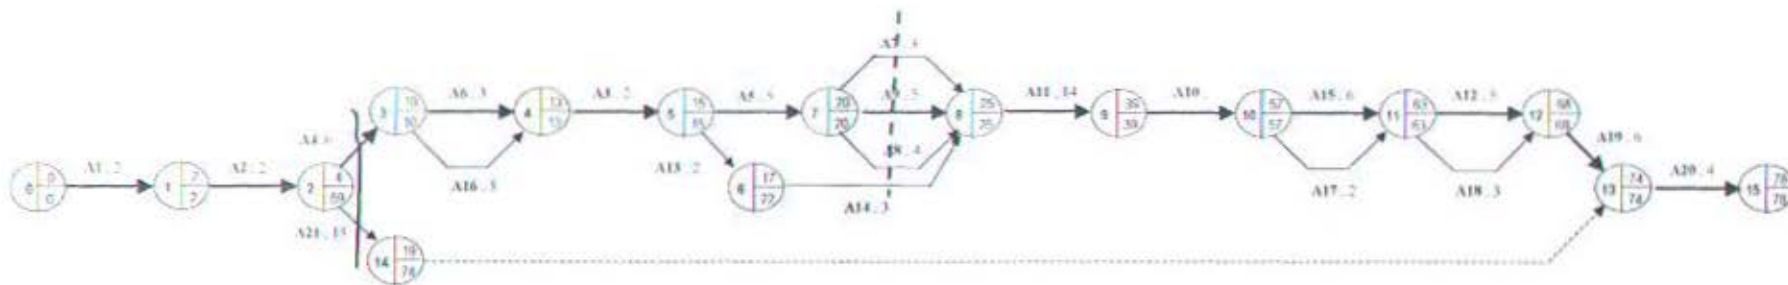 A6 . 3
A3 . 2
A5 . 5
A11 . 14
A10 .
A15 . 6
A12 . 5
A1 . 2
A2 . 2
A16 . 3
A13 . 2
A8 . 4
A14 . 3
A17 . 2
A18 . 3
A19 . 6
A20 . 4
A21 . 15
0 0 0
1 2 2
2 4
3 10 10
4 13 13
5 15
6 17 22
7 20 20
8 25 25
9 39 39
10 57 57
11 63 63
12 68 68
13 74 74
14 19 74
15 78 78